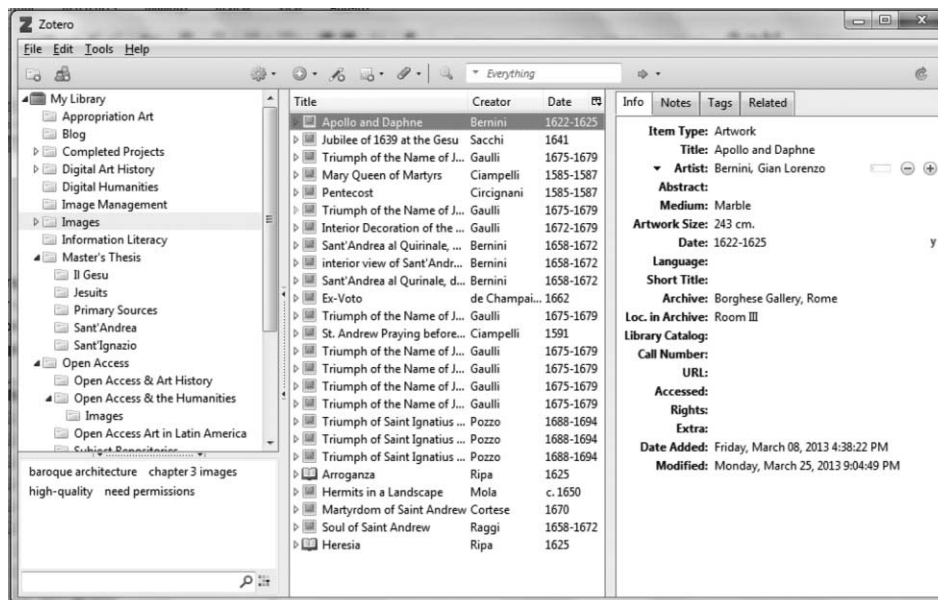 Zotero
File Edit Tools Help
Everything
My Library
Appropriation Art
Blog
Completed Projects
Digital Art History
Digital Humanities
Image Management
Images
Information Literacy
Master's Thesis
Il Gesu
Jesuits
Primary Sources
Sant'Andrea
Sant'Ignazio
Open Access
Open Access & Art History
Open Access & the Humanities
Images
Open Access Art in Latin America
Subject Repositories
baroque architecture chapter 3 images
high-quality need permissions
Title Creator Date
Apollo and Daphne Bernini 1622-1625
Jubilee of 1639 at the Gesu Sacchi 1641
Triumph of the Name of J... Gaulli 1675-1679
Mary Queen of Martyrs Ciampelli 1585-1587
Pentecost Circignani 1585-1587
Triumph of the Name of J... Gaulli 1675-1679
Interior Decoration of the ... Gaulli 1672-1679
Sant'Andrea al Quirinale, ... Bernini 1658-1672
interior view of Sant'Andr... Bernini 1658-1672
Sant'Andrea al Qurinale, d... Bernini 1658-1672
Ex-Voto de Champai... 1662
Triumph of the Name of J... Gaulli 1675-1679
St. Andrew Praying before... Ciampelli 1591
Triumph of the Name of J... Gaulli 1675-1679
Triumph of the Name of J... Gaulli 1675-1679
Triumph of the Name of J... Gaulli 1675-1679
Triumph of the Name of J... Gaulli 1675-1679
Triumph of Saint Ignatius ... Pozzo 1688-1694
Triumph of Saint Ignatius ... Pozzo 1688-1694
Triumph of Saint Ignatius ... Pozzo 1688-1694
Arroganza Ripa 1625
Hermits in a Landscape Mola c. 1650
Martyrdom of Saint Andrew Cortese 1670
Soul of Saint Andrew Raggi 1658-1672
Heresia Ripa 1625
Info Notes Tags Related
Item Type: Artwork
Title: Apollo and Daphne
Artist: Bernini, Gian Lorenzo
Abstract:
Medium: Marble
Artwork Size: 243 cm.
Date: 1622-1625 y
Language:
Short Title:
Archive: Borghese Gallery, Rome
Loc. in Archive: Room III
Library Catalog:
Call Number:
URL:
Accessed:
Rights:
Extra:
Date Added: Friday, March 08, 2013 4:38:22 PM
Modified: Monday, March 25, 2013 9:04:49 PM